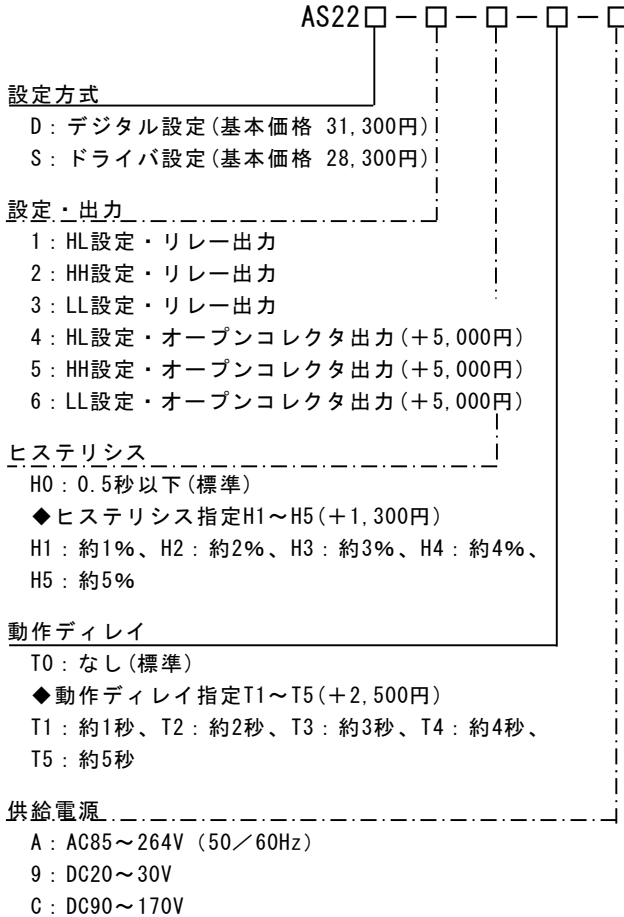 AS22□－□－□－□－□
設定方式
D：デジタル設定(基本価格 31,300円)
S：ドライバ設定(基本価格 28,300円)
設定・出力
1：HL設定・リレー出力
2：HH設定・リレー出力
3：LL設定・リレー出力
4：HL設定・オープンコレクタ出力(＋5,000円)
5：HH設定・オープンコレクタ出力(＋5,000円)
6：LL設定・オープンコレクタ出力(＋5,000円)
ヒステリシス
H0：0.5秒以下(標準)
◆ヒステリシス指定H1～H5(＋1,300円)
H1：約1%、H2：約2%、H3：約3%、H4：約4%、
H5：約5%
動作ディレイ
T0：なし(標準)
◆動作ディレイ指定T1～T5(＋2,500円)
T1：約1秒、T2：約2秒、T3：約3秒、T4：約4秒、
T5：約5秒
供給電源
A：AC85～264V (50／60Hz)
9：DC20～30V
C：DC90～170V